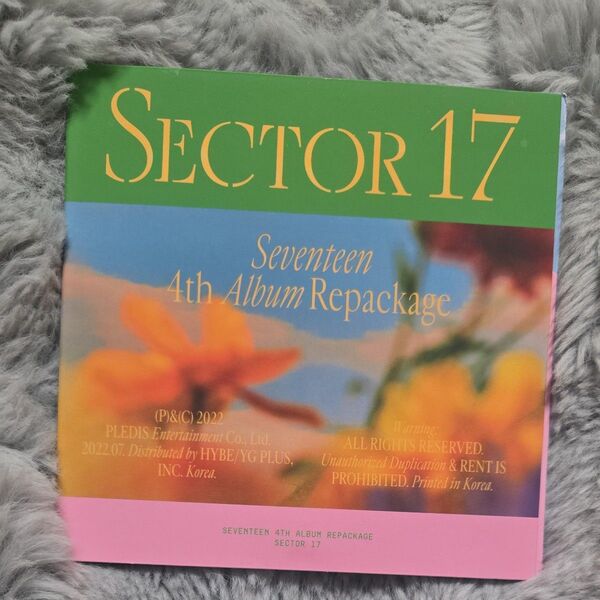 SECTOR 17
Seventeen
4th Album Repackage
(P)&(C) 2022
PLEDIS Entertainment Co., Ltd.
2022.07. Distributed by HYBE/YG PLUS,
INC. Korea.
Warning:
ALL RIGHTS RESERVED.
Unauthorized Duplication & RENT IS
PROHIBITED. Printed in Korea.
SEVENTEEN 4TH ALBUM REPACKAGE
SECTOR 17